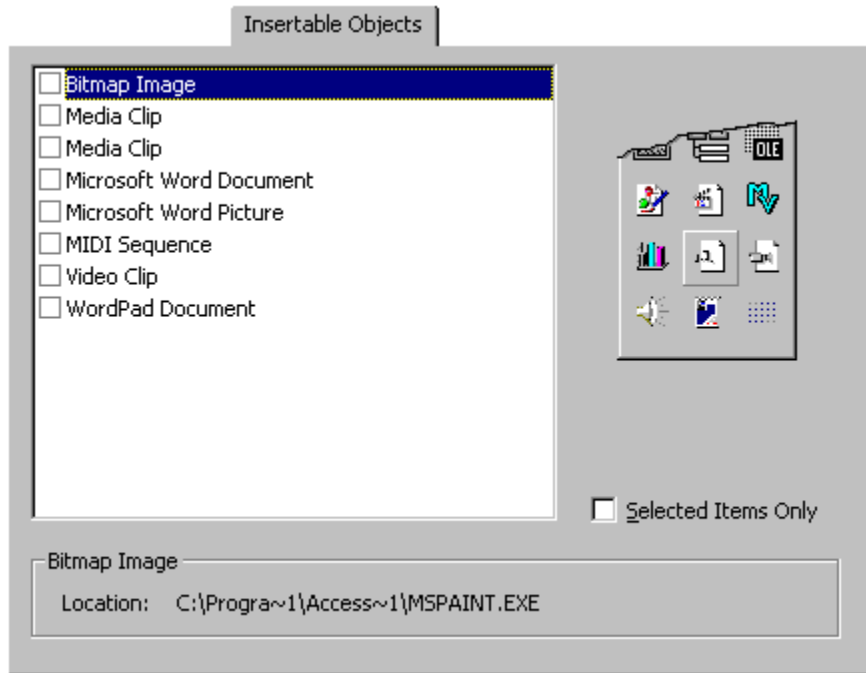 Insertable Objects
Bitmap Image
Media Clip
Media Clip
Microsoft Word Document
Microsoft Word Picture
MIDI Sequence
Video Clip
WordPad Document
OLE
Selected Items Only
Bitmap Image
Location: C:\Progra~1\Access~1\MSPAINT.EXE